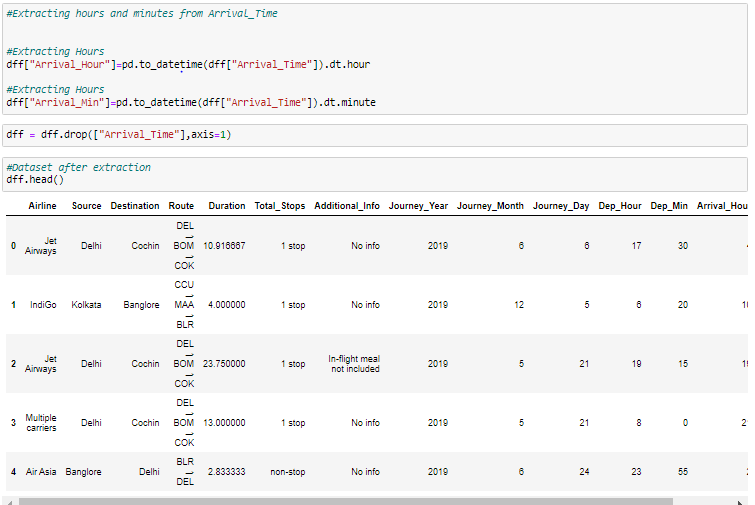 #Extracting hours and minutes from Arrival_Time
#Extracting Hours
dff["Arrival_Hour"]=pd.to_datetime(dff["Arrival_Time"]).dt.hour
#Extracting Hours
dff["Arrival_Min"]=pd.to_datetime(dff["Arrival_Time"]).dt.minute
dff = dff.drop(["Arrival_Time"],axis=1)
#Dataset after extraction
dff.head()
Airline Source Destination Route Duration Total_Stops Additional_Info Journey_Year Journey_Month Journey_Day Dep_Hour Dep_Min Arrival_Hou
DEL
→
0 Jet Airways Delhi Cochin BOM 10.916667 1 stop No info 2019 6 6 17 30
→
COK
CCU
→
1 IndiGo Kolkata Banglore MAA 4.000000 1 stop No info 2019 12 5 6 20
→
BLR
DEL
→
2 Jet Airways Delhi Cochin BOM 23.750000 1 stop In-flight meal not included 2019 5 21 19 15
→
COK
DEL
→
3 Multiple carriers Delhi Cochin BOM 13.000000 1 stop No info 2019 5 21 8 0
→
COK
BLR
→
4 Air Asia Banglore Delhi DEL 2.833333 non-stop No info 2019 6 24 23 55